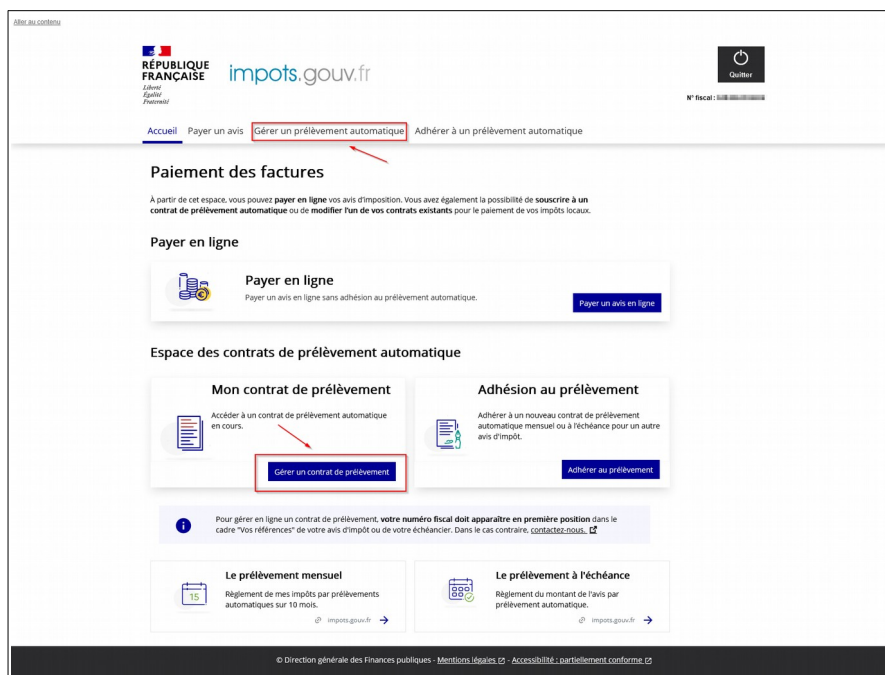 Aller au contenu
RÉPUBLIQUE
FRANÇAISE
Liberté
Égalité
Fraternité
impots.gouv.fr
Quitter
N° fiscal :
Accueil Payer un avis Gérer un prélèvement automatique Adhérer à un prélèvement automatique
Paiement des factures
À partir de cet espace, vous pouvez payer en ligne vos avis d'imposition. Vous avez également la possibilité de souscrire à un
contrat de prélèvement automatique ou de modifier l'un de vos contrats existants pour le paiement de vos impôts locaux.
Payer en ligne
Payer en ligne
Payer un avis en ligne sans adhésion au prélèvement automatique.
Payer un avis en ligne
Espace des contrats de prélèvement automatique
Mon contrat de prélèvement
Accéder à un contrat de prélèvement automatique
en cours.
Gérer un contrat de prélèvement
Adhésion au prélèvement
Adhérer à un nouveau contrat de prélèvement
automatique mensuel ou à l'échéance pour un autre
avis d'impôt.
Adhérer au prélèvement
Pour gérer en ligne un contrat de prélèvement, votre numéro fiscal doit apparaître en première position dans le
cadre "Vos références" de votre avis d'impôt ou de votre échéancier. Dans le cas contraire, contactez-nous.
15
Le prélèvement mensuel
Règlement de mes impôts par prélèvements
automatiques sur 10 mois.
impots.gouv.fr
Le prélèvement à l'échéance
Règlement du montant de l'avis par
prélèvement automatique.
impots.gouv.fr
© Direction générale des Finances publiques - Mentions légales - Accessibilité : partiellement conforme